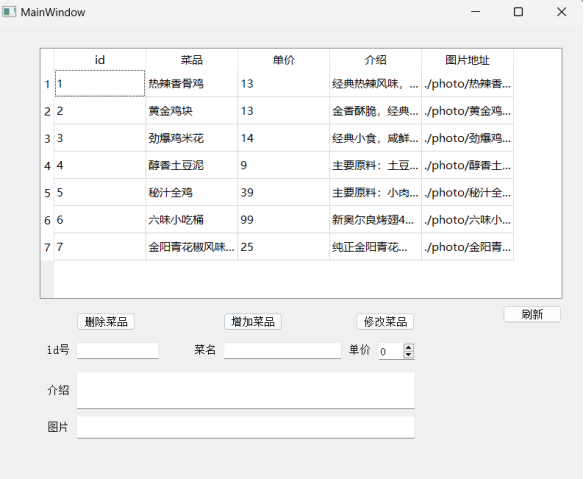 MainWindow
id 菜品 单价 介绍 图片地址
1 1 热辣香骨鸡 13 经典热辣风味，... ./photo/热辣香...
2 2 黄金鸡块 13 金香酥脆，经典... ./photo/黄金鸡...
3 3 劲爆鸡米花 14 经典小食，咸鲜... ./photo/劲爆鸡...
4 4 醇香土豆泥 9 主要原料：土豆... ./photo/醇香土...
5 5 秘汁全鸡 39 主要原料：小肉... ./photo/秘汁全...
6 6 六味小吃桶 99 新奥尔良烤翅4... ./photo/六味小...
7 7 金阳青花椒风味... 25 纯正金阳青花... ./photo/金阳青...
刷新
删除菜品 增加菜品 修改菜品
id号 菜名 单价 0
介绍
图片